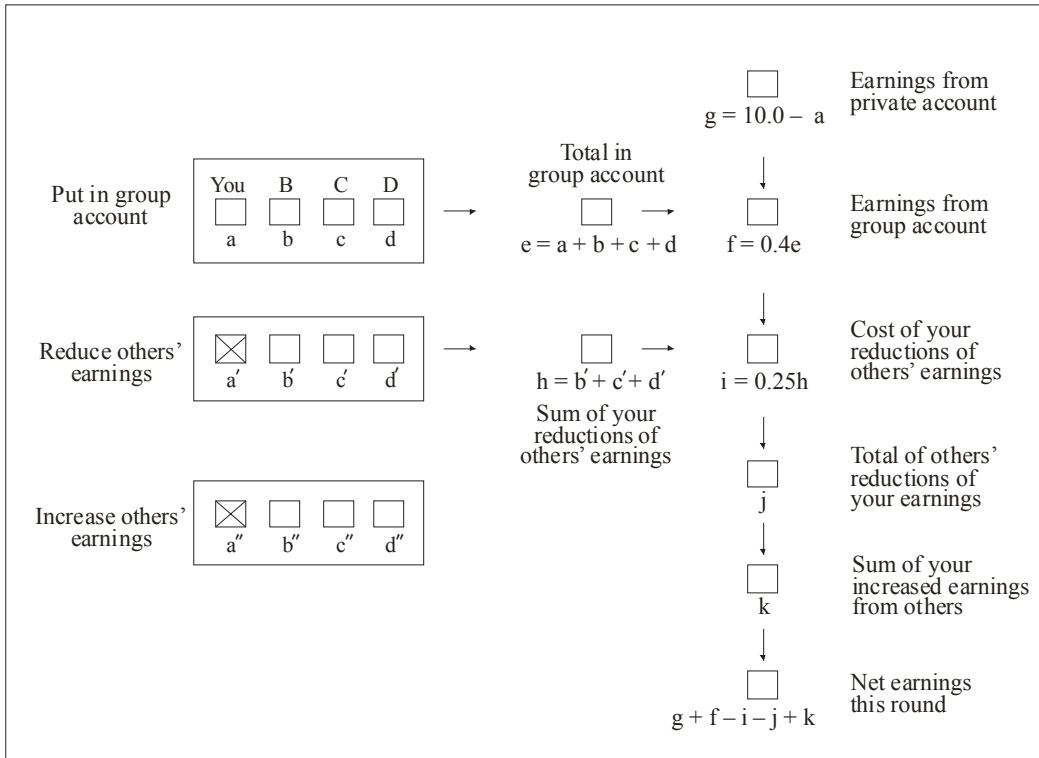 Earnings from
private account
g = 10.0 – a
Put in group
account
You B C D
a b c d
Total in
group account
e = a + b + c + d
f = 0.4e
Earnings from
group account
Reduce others'
earnings
a′ b′ c′ d′
h = b′ + c′ + d′
Sum of your
reductions of
others' earnings
i = 0.25h
Cost of your
reductions of
others' earnings
j
Total of others'
reductions of
your earnings
Increase others'
earnings
a″ b″ c″ d″
k
Sum of your
increased earnings
from others
g + f – i – j + k
Net earnings
this round